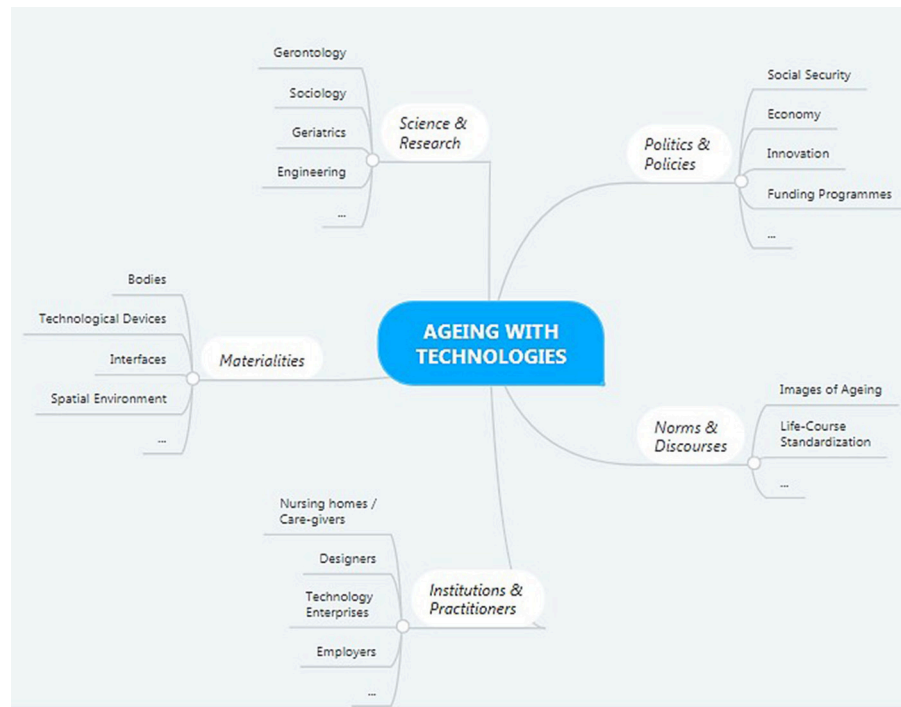 Gerontology
Sociology
Geriatrics
Engineering
...
Science &
Research
Social Security
Economy
Innovation
Funding Programmes
...
Politics &
Policies
AGEING WITH
TECHNOLOGIES
Bodies
Technological Devices
Interfaces
Spatial Environment
...
Materialities
Images of Ageing
Life-Course
Standardization
...
Norms &
Discourses
Nursing homes /
Care-givers
Designers
Technology
Enterprises
Employers
...
Institutions &
Practitioners